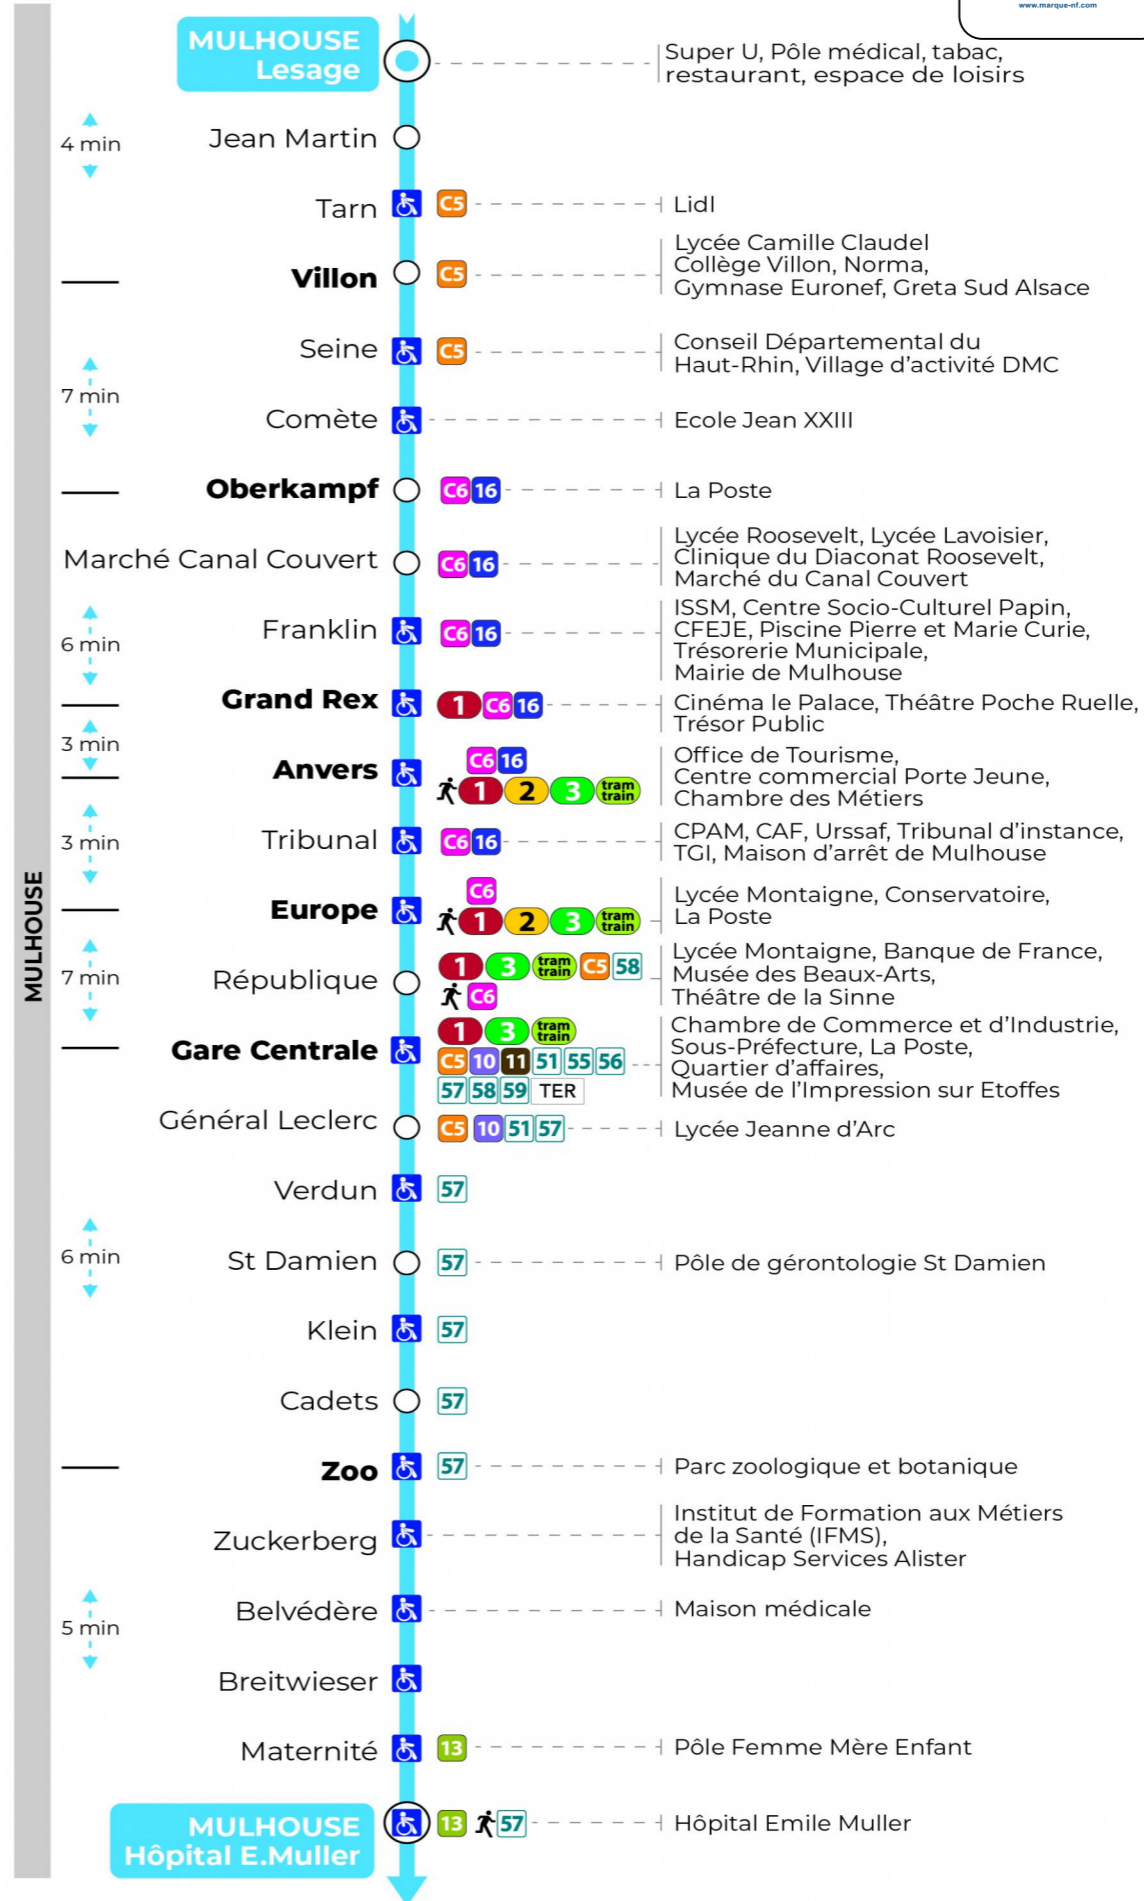 www.marque-nf.com
MULHOUSE
MULHOUSE
Lesage
Super U, Pôle médical, tabac,
restaurant, espace de loisirs
4 min
Jean Martin
Tarn
C5
Lidl
Villon
C5
Lycée Camille Claudel
Collège Villon, Norma,
Gymnase Euronef, Greta Sud Alsace
Seine
C5
Conseil Départemental du
Haut-Rhin, Village d’activité DMC
7 min
Comète
Ecole Jean XXIII
Oberkampf
C6 16
La Poste
Marché Canal Couvert
C6 16
Lycée Roosevelt, Lycée Lavoisier,
Clinique du Diaconat Roosevelt,
Marché du Canal Couvert
6 min
Franklin
C6 16
ISSM, Centre Socio-Culturel Papin,
CFEJE, Piscine Pierre et Marie Curie,
Trésorerie Municipale,
Mairie de Mulhouse
Grand Rex
1 C6 16
Cinéma le Palace, Théâtre Poche Ruelle,
Trésor Public
3 min
Anvers
C6 16
1 2 3 tram train
Office de Tourisme,
Centre commercial Porte Jeune,
Chambre des Métiers
3 min
Tribunal
C6 16
CPAM, CAF, Urssaf, Tribunal d’instance,
TGI, Maison d’arrêt de Mulhouse
Europe
C6
1 2 3 tram train
Lycée Montaigne, Conservatoire,
La Poste
7 min
République
1 3 tram train C5 58
C6
Lycée Montaigne, Banque de France,
Musée des Beaux-Arts,
Théâtre de la Sinne
Gare Centrale
1 3 tram train
C5 10 11 51 55 56
57 58 59 TER
Chambre de Commerce et d’Industrie,
Sous-Préfecture, La Poste,
Quartier d’affaires,
Musée de l’Impression sur Etoffes
Général Leclerc
C5 10 51 57
Lycée Jeanne d’Arc
Verdun
57
6 min
St Damien
57
Pôle de gérontologie St Damien
Klein
57
Cadets
57
Zoo
57
Parc zoologique et botanique
Zuckerberg
Institut de Formation aux Métiers
de la Santé (IFMS),
Handicap Services Alister
5 min
Belvédère
Maison médicale
Breitwieser
Maternité
13
Pôle Femme Mère Enfant
MULHOUSE
Hôpital E.Muller
13 57
Hôpital Emile Muller